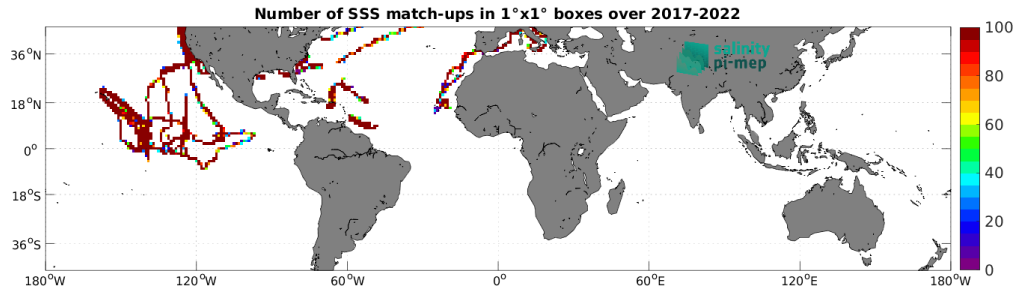 Number of SSS match-ups in 1°x1° boxes over 2017-2022
36°N
18°N
0°
18°S
36°S
180°W
120°W
60°W
0°
60°E
120°E
180°W
salinity
pi-mep
100
80
60
40
20
0